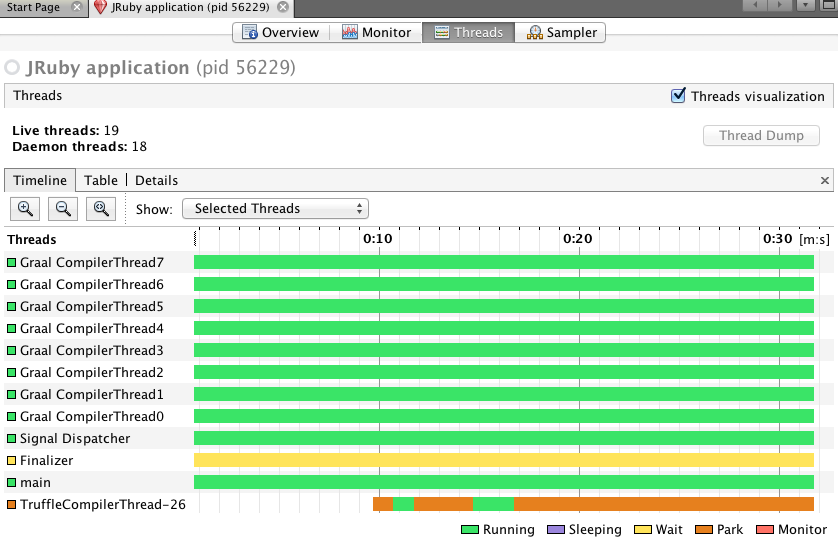 Start Page JRuby application (pid 56229)
Overview Monitor Threads Sampler
JRuby application (pid 56229)
Threads Threads visualization
Live threads: 19
Daemon threads: 18
Thread Dump
Timeline Table Details
Show: Selected Threads
Threads 0:10 0:20 0:30 [m:s]
Graal CompilerThread7
Graal CompilerThread6
Graal CompilerThread5
Graal CompilerThread4
Graal CompilerThread3
Graal CompilerThread2
Graal CompilerThread1
Graal CompilerThread0
Signal Dispatcher
Finalizer
main
TruffleCompilerThread-26
Running Sleeping Wait Park Monitor